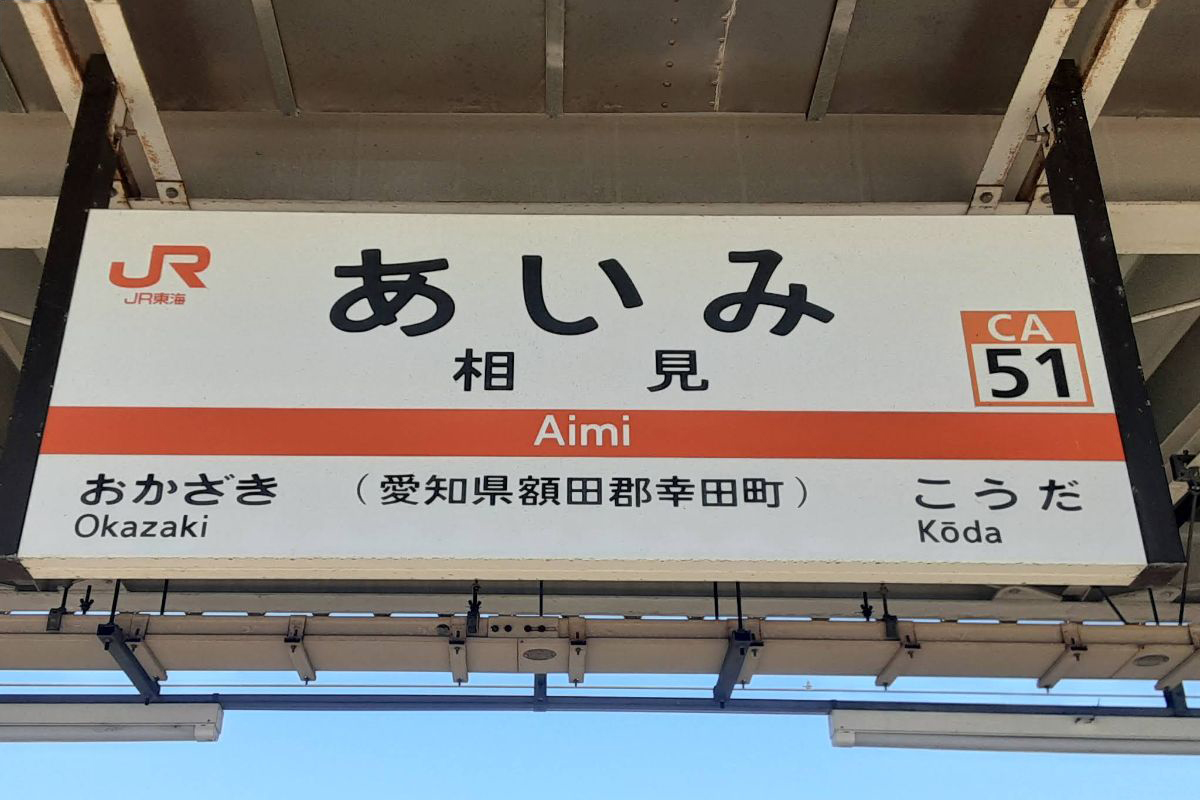 JR
JR東海
あいみ
相見
CA
51
Aimi
おかざき
Okazaki
（愛知県額田郡幸田町）
こうだ
Kōda